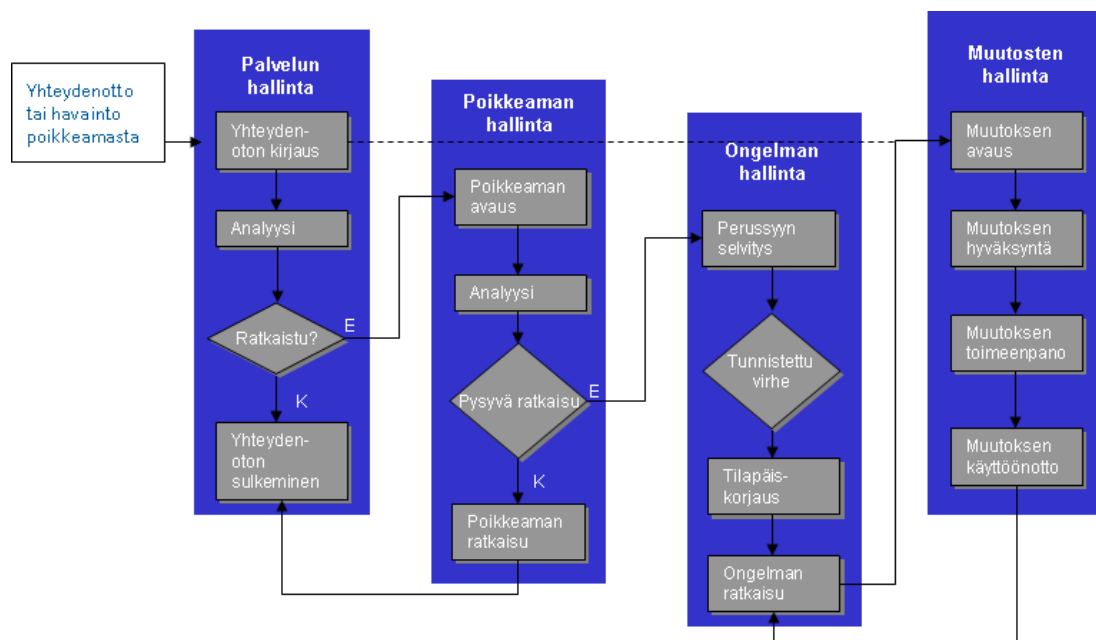 Yhteydenotto
tai havainto
poikkeamasta
Palvelun
hallinta
Yhteyden-
oton kirjaus
Analyysi
Ratkaistu?
E
K
Yhteyden-
oton
sulkeminen
Poikkeaman
hallinta
Poikkeaman
avaus
Analyysi
Pysyvä ratkaisu
E
K
Poikkeaman
ratkaisu
Ongelman
hallinta
Perussyyn
selvitys
Tunnistettu
virhe
Tilapäis-
korjaus
Ongelman
ratkaisu
Muutosten
hallinta
Muutoksen
avaus
Muutoksen
hyväksyntä
Muutoksen
toimeenpano
Muutoksen
käyttöönotto